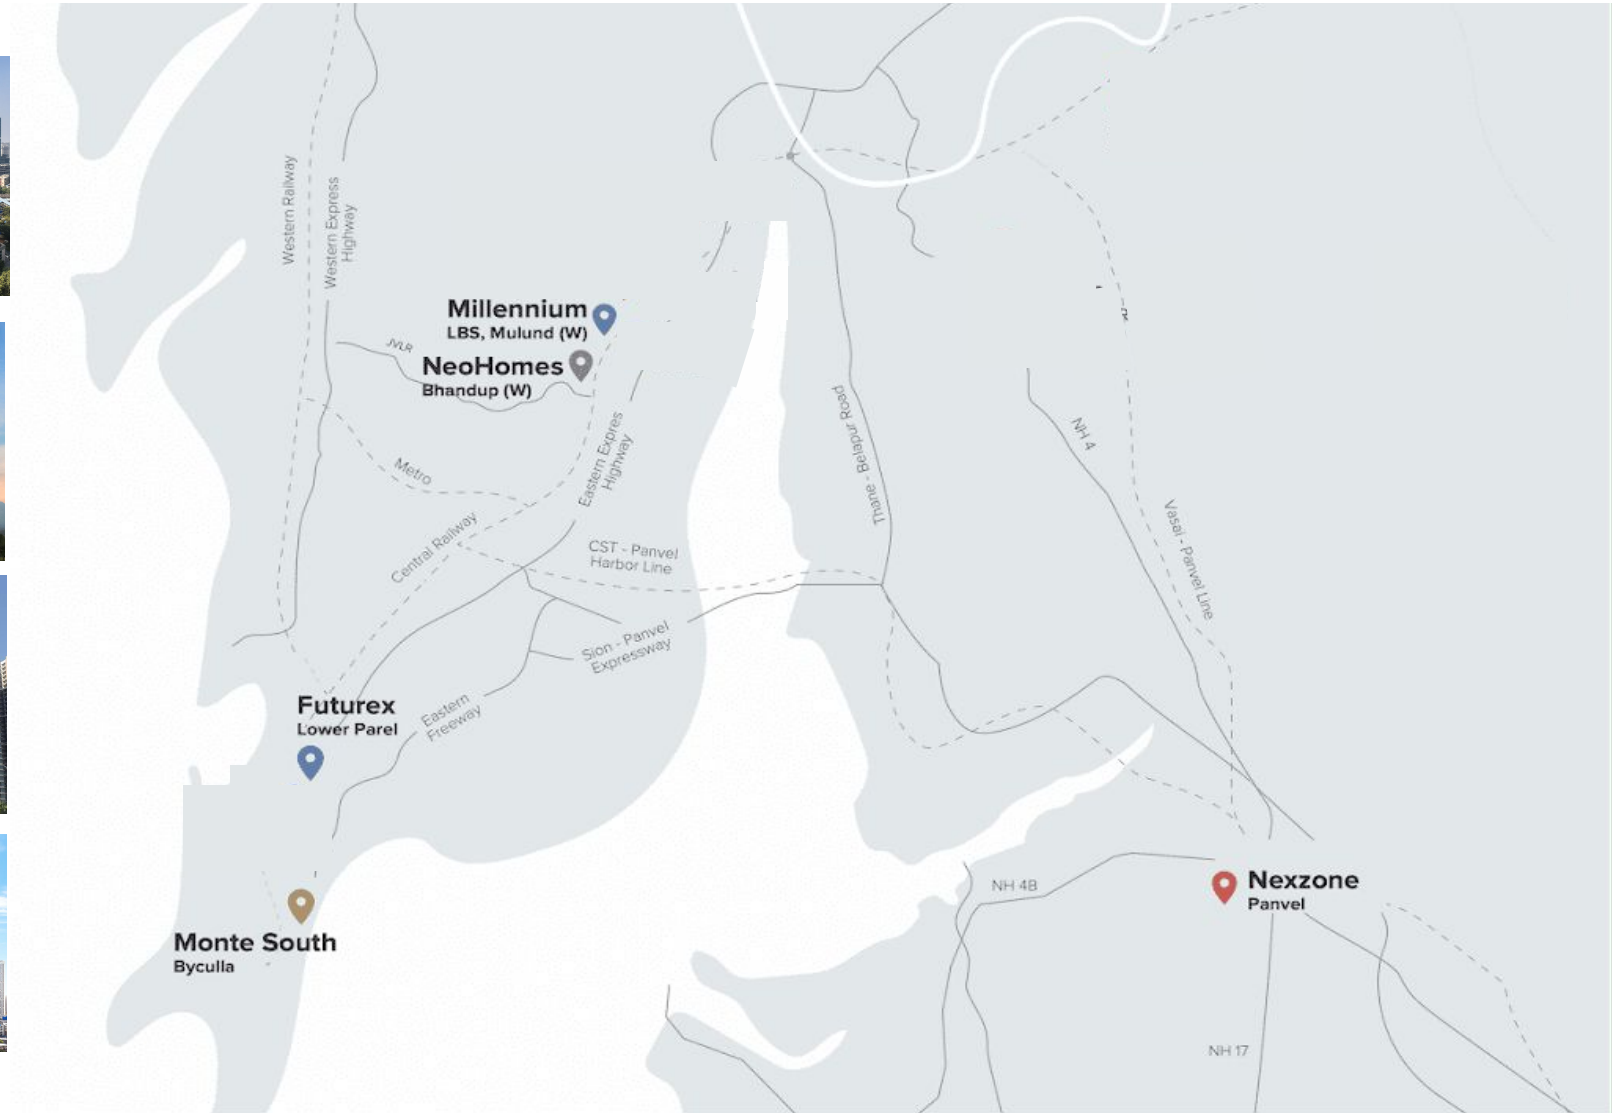 Western Railway
Western Express
Highway
Millennium
LBS, Mulund (W)
JVLR
NeoHomes
Bhandup (W)
Metro
Eastern Expres
Highway
Thane - Belapur Road
NH 4
Central Railway
CST - Panvel
Harbor Line
Vasai - Panvel Line
Sion - Panvel
Expressway
Eastern
Freeway
Futurex
Lower Parel
NH 4B
Nexzone
Panvel
Monte South
Byculla
NH 17